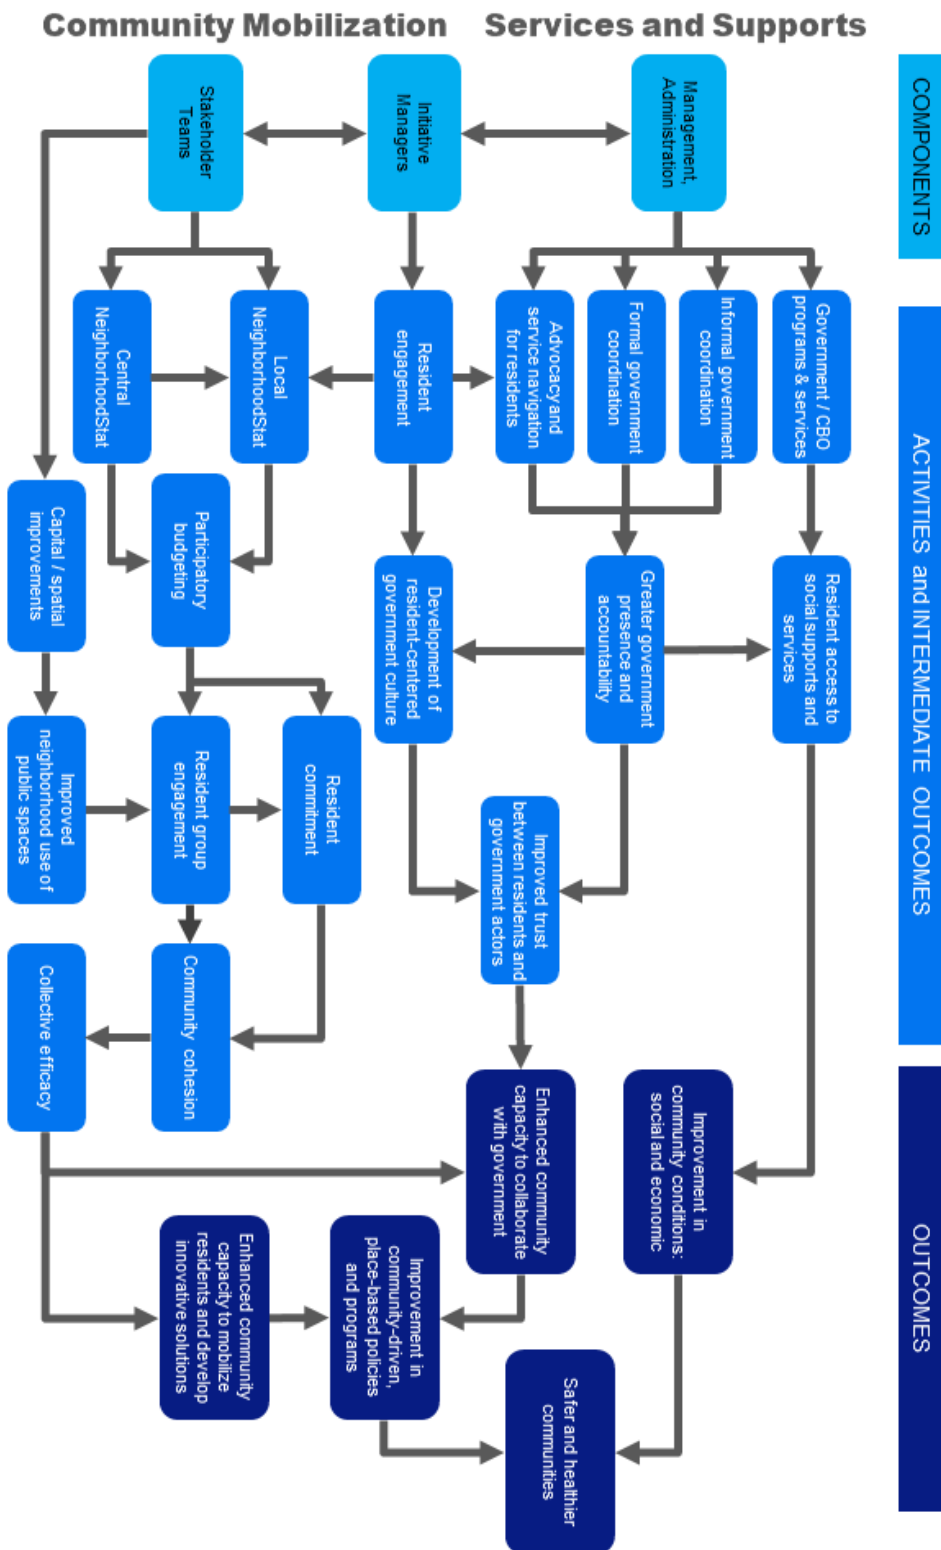 Community Mobilization
Services and Supports
COMPONENTS
ACTIVITIES and INTERMEDIATE OUTCOMES
OUTCOMES
Management,
Administration
Initiative
Managers
Stakeholder
Teams
Government / CBO
programs & services
Informal government
coordination
Formal government
coordination
Advocacy and
service navigation
for residents
Resident
engagement
Local
NeighborhoodStat
Central
NeighborhoodStat
Participatory
budgeting
Capital / spatial
improvements
Resident access to
social supports and
services
Greater government
presence and
accountability
Development of
resident-centered
government culture
Resident
commitment
Resident group
engagement
Improved
neighborhood use of
public spaces
Improved trust
between residents and
government actors
Community cohesion
Collective efficacy
Improvement in
community conditions:
social and economic
Enhanced community
capacity to collaborate
with government
Improvement in
community-driven,
place-based policies
and programs
Enhanced community
capacity to mobilize
residents and develop
innovative solutions
Safer and healthier
communities